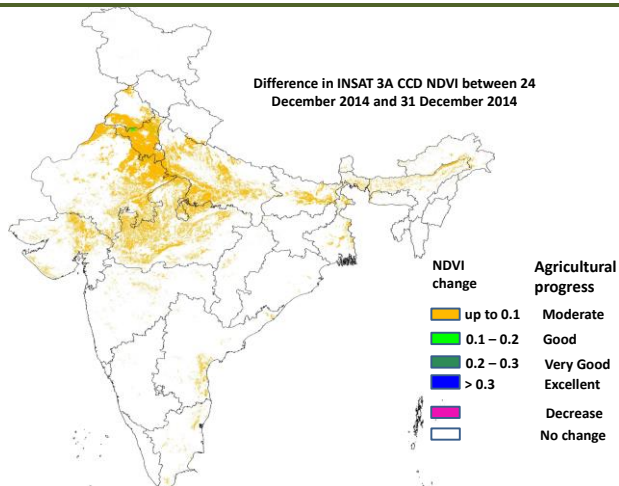 Difference in INSAT 3A CCD NDVI between 24
December 2014 and 31 December 2014
NDVI change Agricultural progress
up to 0.1 Moderate
0.1 – 0.2 Good
0.2 – 0.3 Very Good
> 0.3 Excellent
Decrease
No change